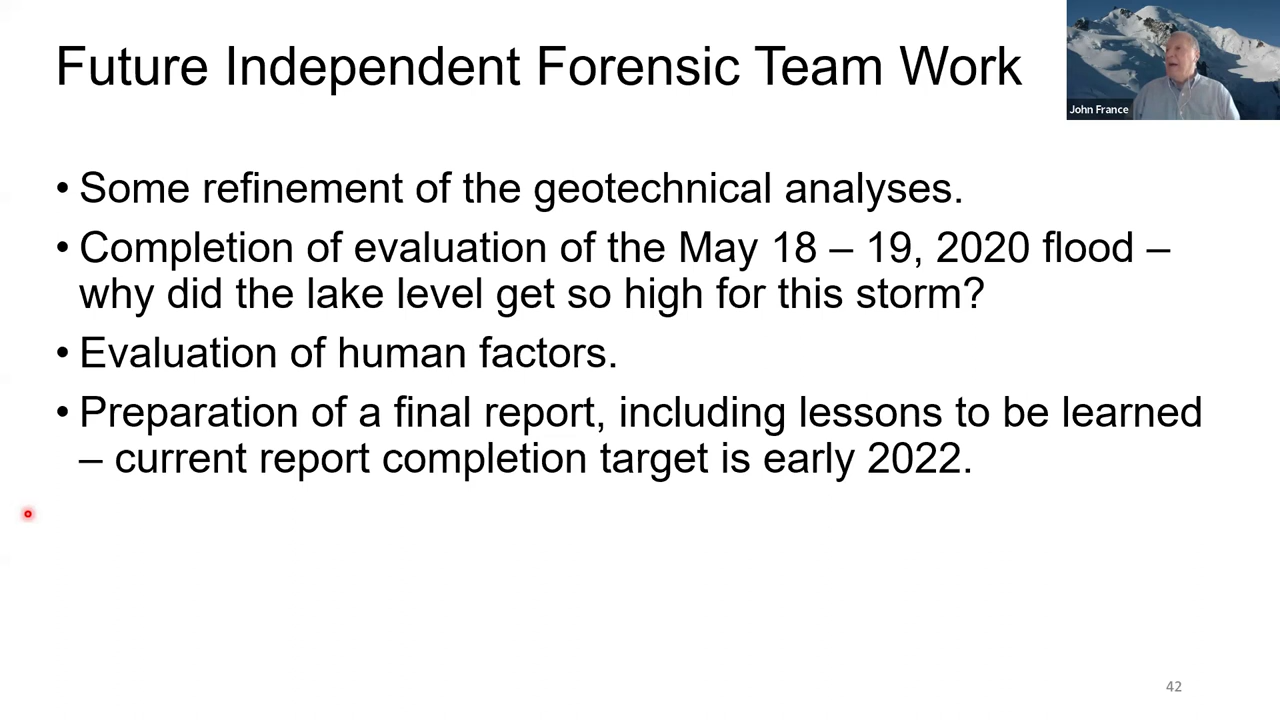 Future Independent Forensic Team Work
John France
• Some refinement of the geotechnical analyses.
• Completion of evaluation of the May 18 – 19, 2020 flood –
why did the lake level get so high for this storm?
• Evaluation of human factors.
• Preparation of a final report, including lessons to be learned
– current report completion target is early 2022.
42